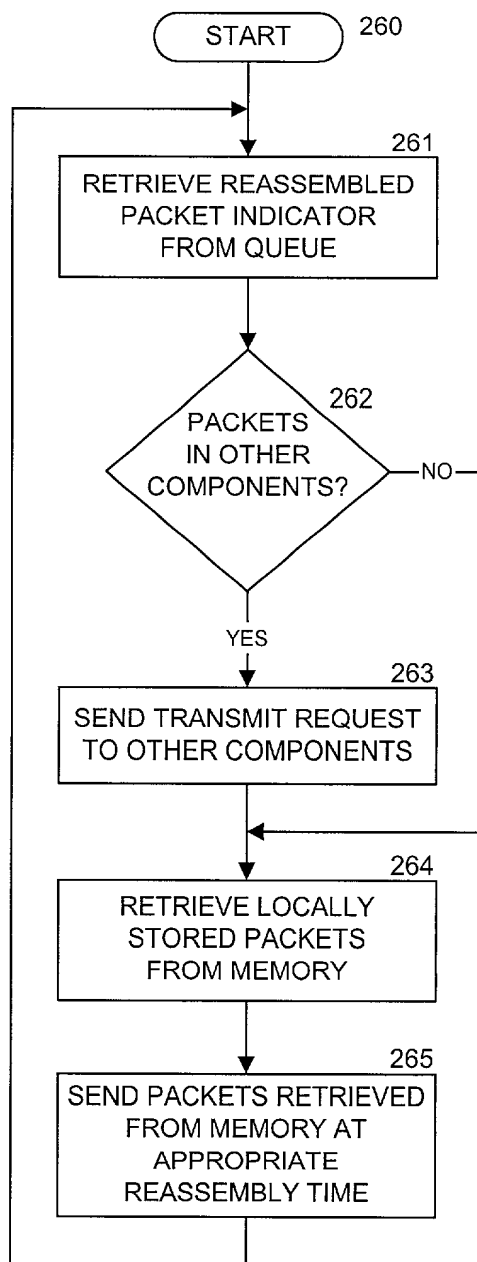 START
260
261
RETRIEVE REASSEMBLED
PACKET INDICATOR
FROM QUEUE
262
PACKETS
IN OTHER
COMPONENTS?
NO
YES
263
SEND TRANSMIT REQUEST
TO OTHER COMPONENTS
264
RETRIEVE LOCALLY
STORED PACKETS
FROM MEMORY
265
SEND PACKETS RETRIEVED
FROM MEMORY AT
APPROPRIATE
REASSEMBLY TIME